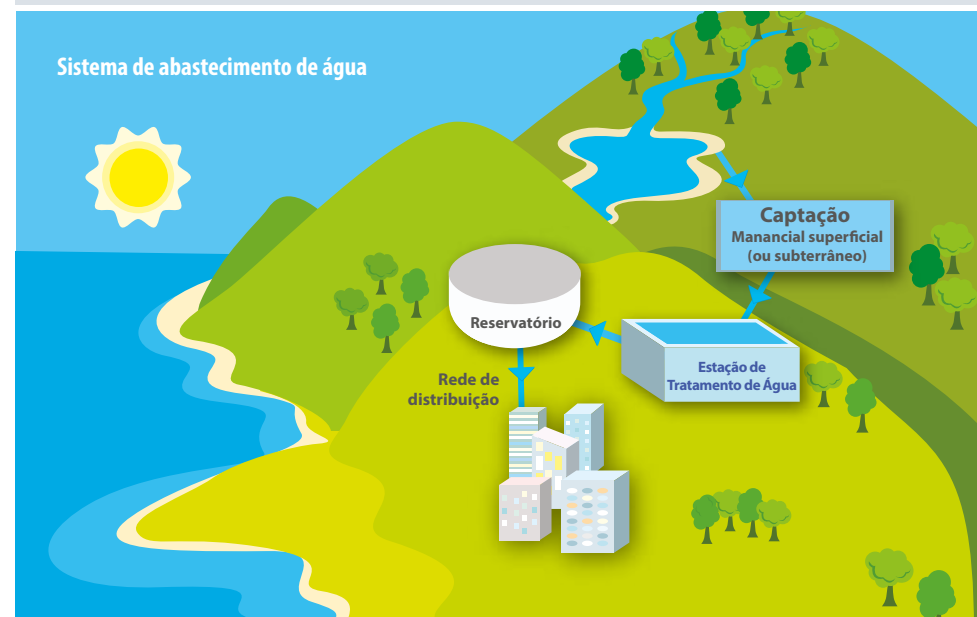 Sistema de abastecimento de água
Captação
Manancial superficial
(ou subterrâneo)
Reservatório
Estação de
Tratamento de Água
Rede de
distribuição